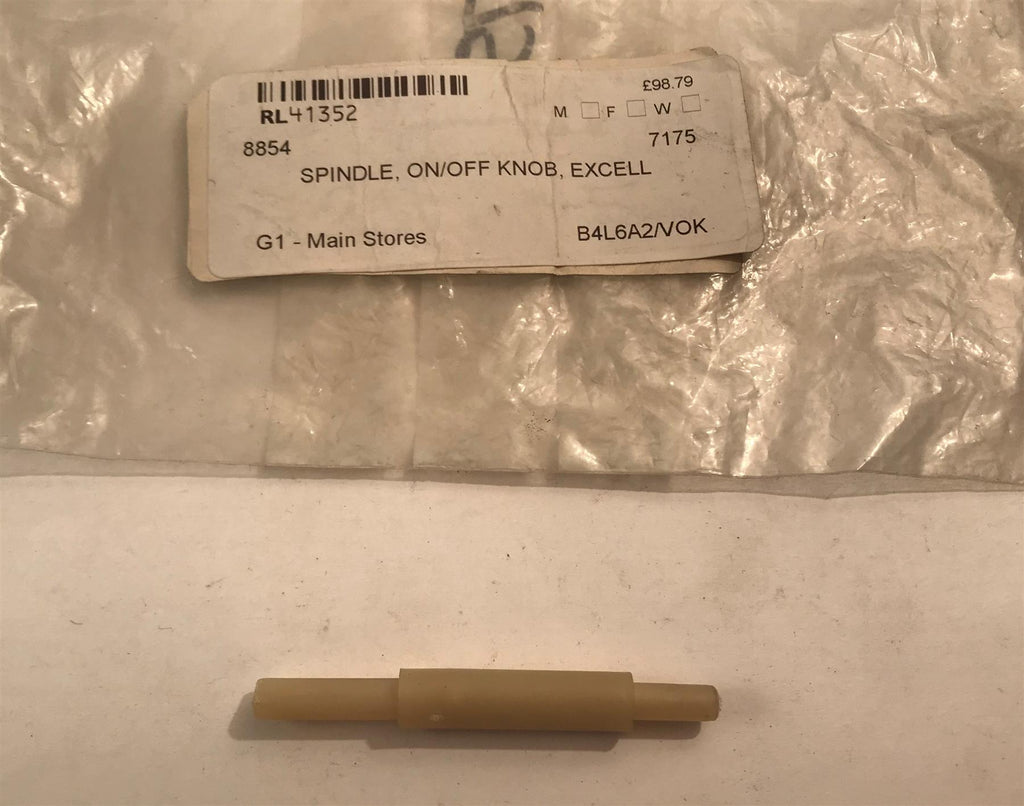 £98.79
RL41352
M F W
8854 7175
SPINDLE, ON/OFF KNOB, EXCELL
G1 - Main Stores B4L6A2/VOK